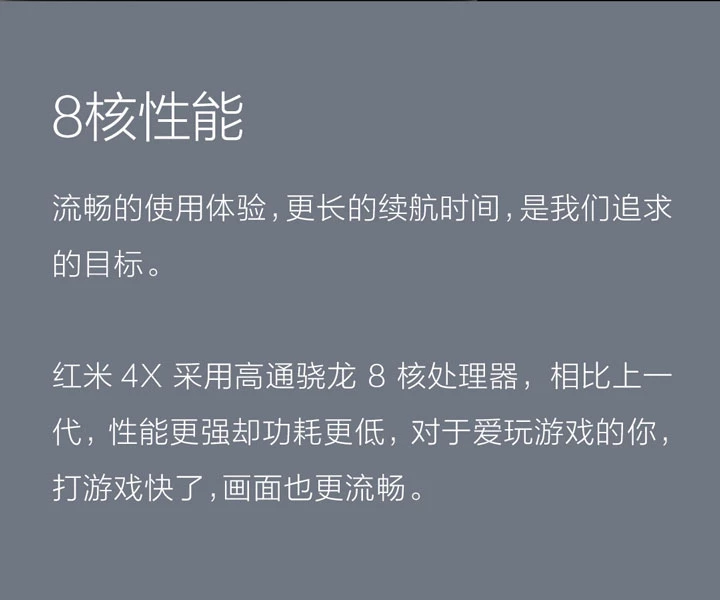 8核性能
流畅的使用体验,更长的续航时间,是我们追求
的目标。
红米 4X 采用高通骁龙 8 核处理器，相比上一
代，性能更强却功耗更低，对于爱玩游戏的你，
打游戏快了,画面也更流畅。